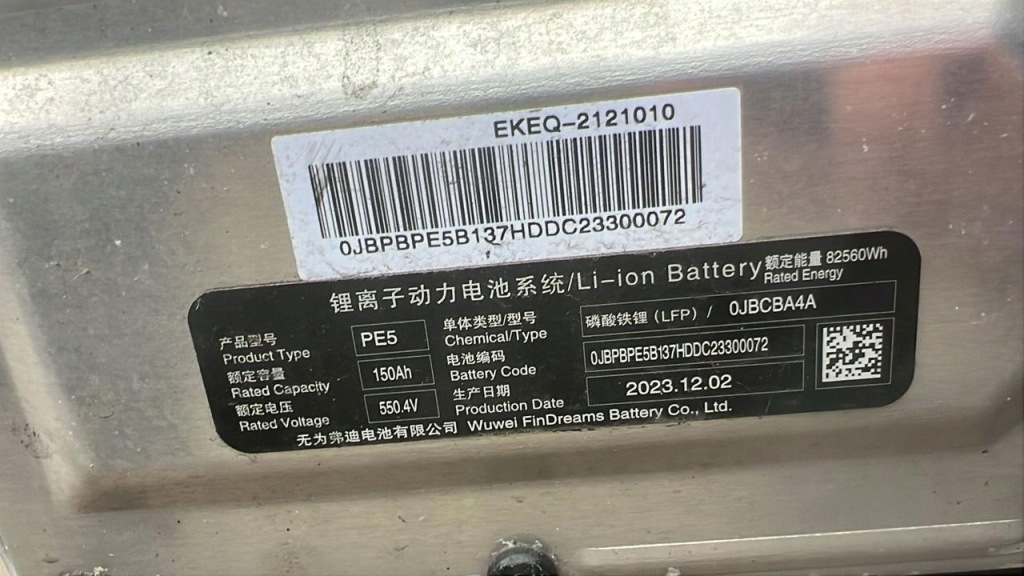 EKEQ-2121010
0JBPBPE5B137HDDC23300072
锂离子动力电池系统/Li-ion Battery
额定能量 82560Wh
Rated Energy
产品型号
Product Type
PE5
单体类型/型号
Chemical/Type
磷酸铁锂 (LFP) / 0JBCBA4A
额定容量
Rated Capacity
150Ah
电池编码
Battery Code
0JBPBPE5B137HDDC23300072
额定电压
Rated Voltage
550.4V
生产日期
Production Date
2023.12.02
无为弗迪电池有限公司 Wuwei FinDreams Battery Co., Ltd.